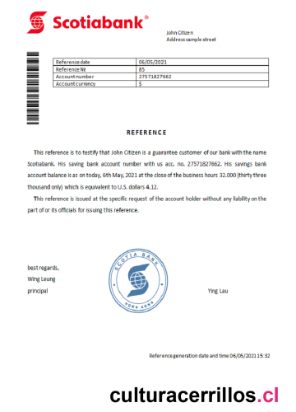 Scotiabank®
John Citizen
Address sample street
Reference date 06/05/2021
Reference Nr. 85
Account number 27571827662
Account currency $
REFERENCE
This reference is to testify that John Citizen is a guarantee customer of our bank with the name
Scotiabank. His saving bank account number with us acc. no. 27571827662. His savings bank
account balance is as on today, 6th May, 2021 at the close of the business hours 32.000 (thirty three
thousand only) which is equivalent to U.S. dollars 4.12.
This reference is issued at the specific request of the account holder without any liability on the
part of or its officials for issuing this reference.
best regards,
Wing Leung
principal
SCOTIA BANK
HONG KONG
Ying Lau
Reference generation date and time 06/05/2021 15:32
culturacerrillos.cl